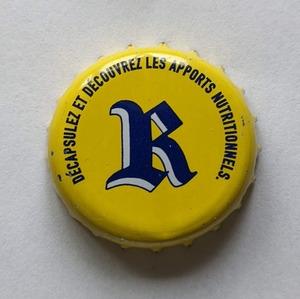 DÉCAPSULEZ ET DÉCOUVREZ LES APPORTS NUTRITIONNELS.
R